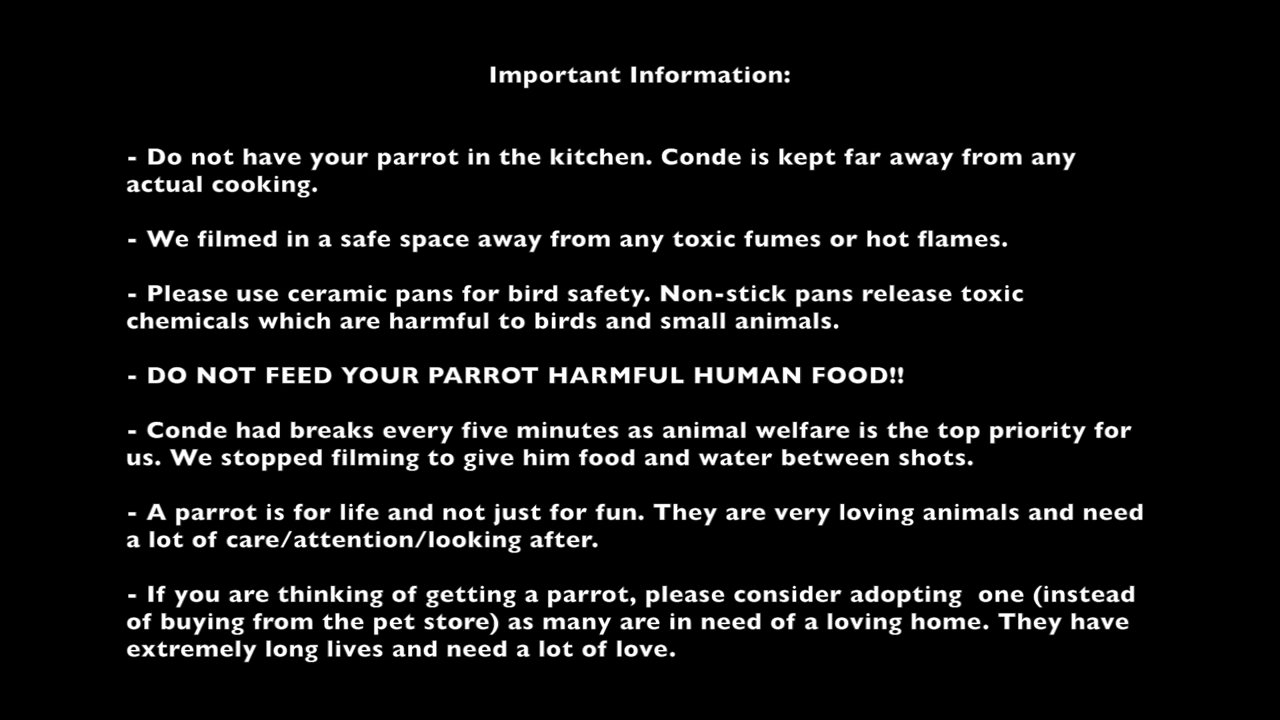 Important Information:
- Do not have your parrot in the kitchen. Conde is kept far away from any
actual cooking.
- We filmed in a safe space away from any toxic fumes or hot flames.
- Please use ceramic pans for bird safety. Non-stick pans release toxic
chemicals which are harmful to birds and small animals.
- DO NOT FEED YOUR PARROT HARMFUL HUMAN FOOD!!
- Conde had breaks every five minutes as animal welfare is the top priority for
us. We stopped filming to give him food and water between shots.
- A parrot is for life and not just for fun. They are very loving animals and need
a lot of care/attention/looking after.
- If you are thinking of getting a parrot, please consider adopting  one (instead
of buying from the pet store) as many are in need of a loving home. They have
extremely long lives and need a lot of love.